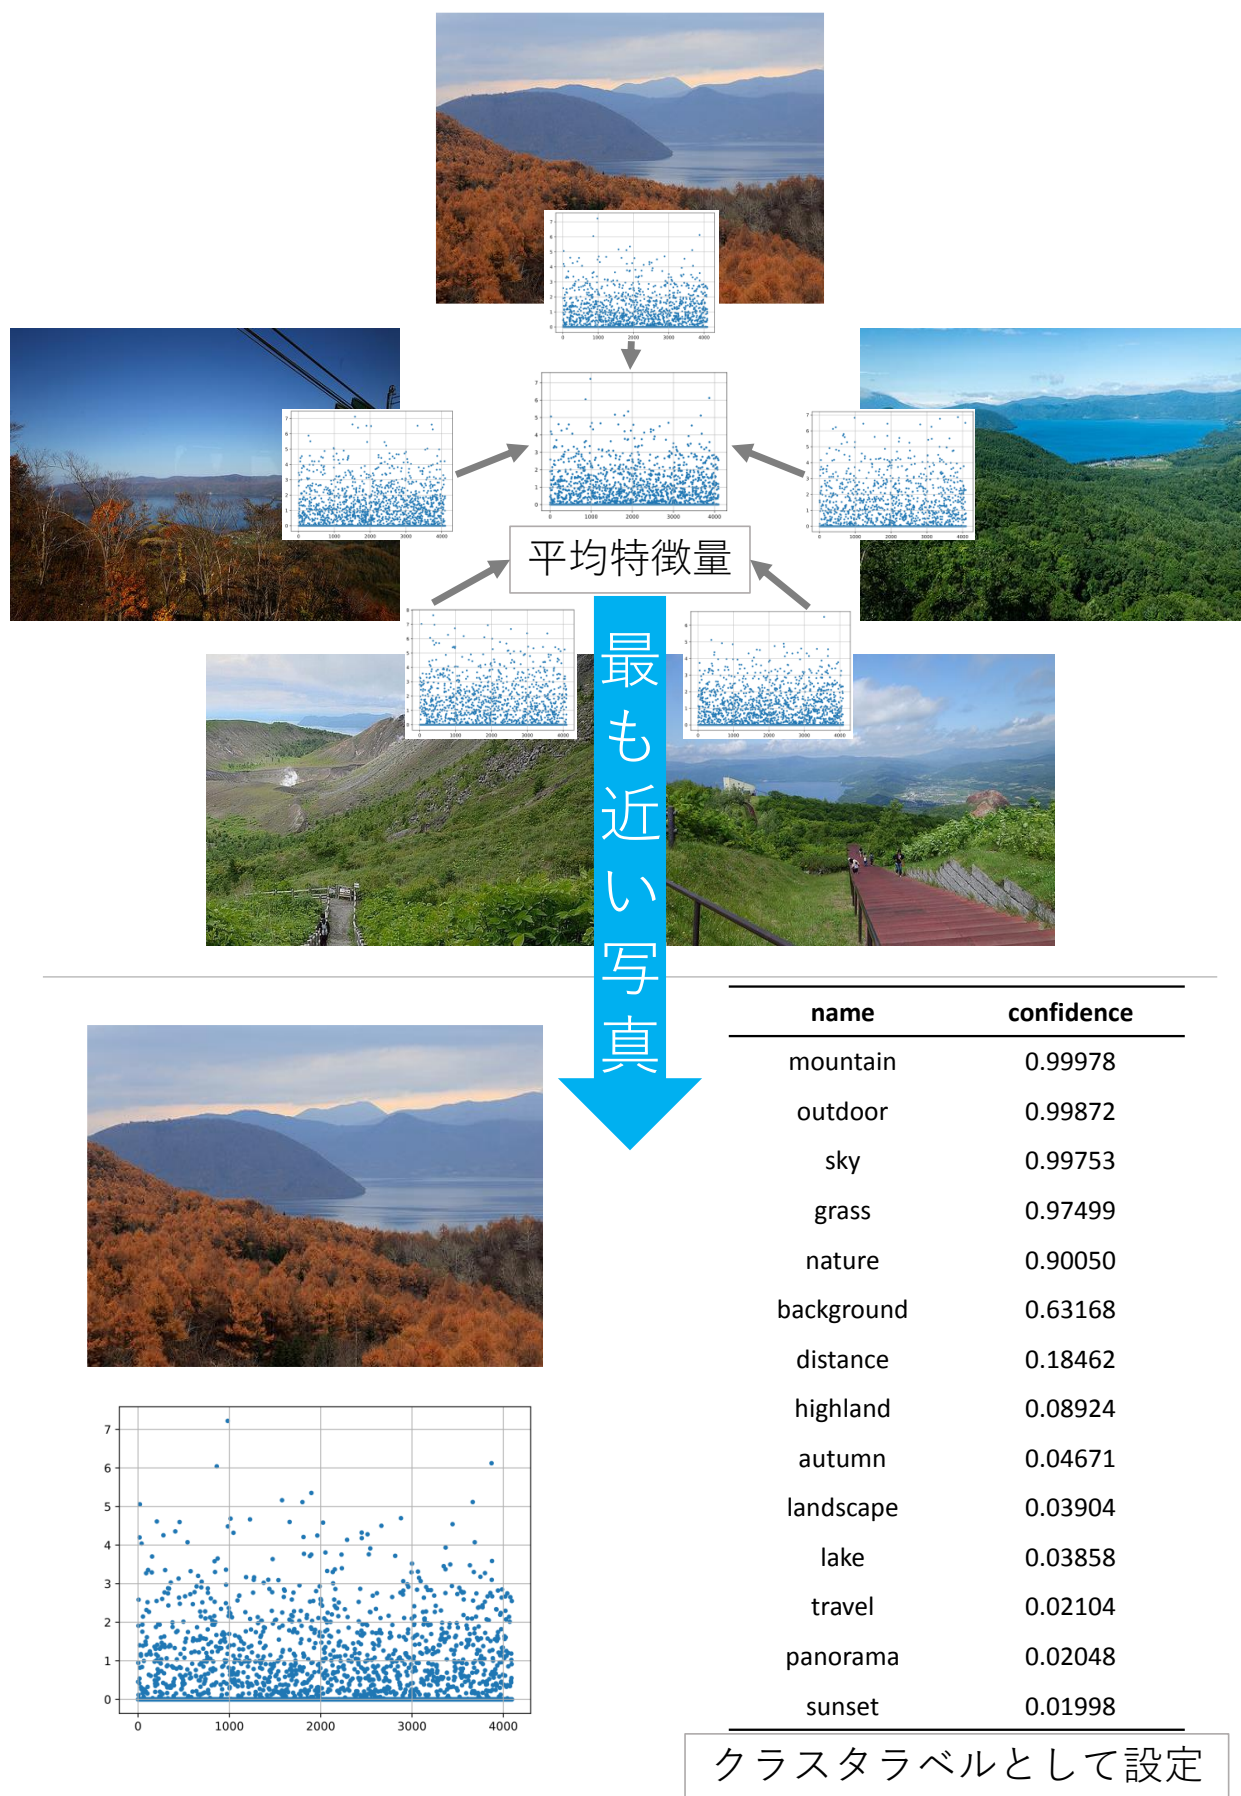 平均特徴量
最も近い写真
name confidence
mountain 0.99978
outdoor 0.99872
sky 0.99753
grass 0.97499
nature 0.90050
background 0.63168
distance 0.18462
highland 0.08924
autumn 0.04671
landscape 0.03904
lake 0.03858
travel 0.02104
panorama 0.02048
sunset 0.01998
7
6
5
4
3
2
1
0
0 1000 2000 3000 4000
クラスタラベルとして設定